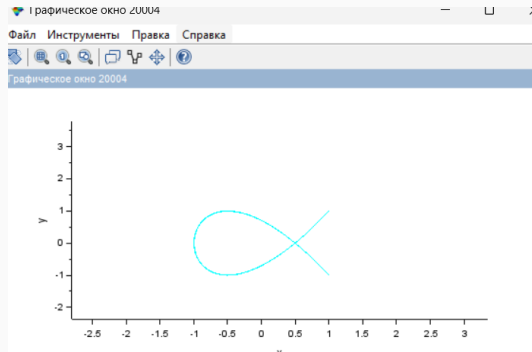 Графическое окно 20004
Файл Инструменты Правка Справка
Графическое окно 20004
3
2
1
0
-1
-2
y
-2.5 -2 -1.5 -1 -0.5 0 0.5 1 1.5 2 2.5 3